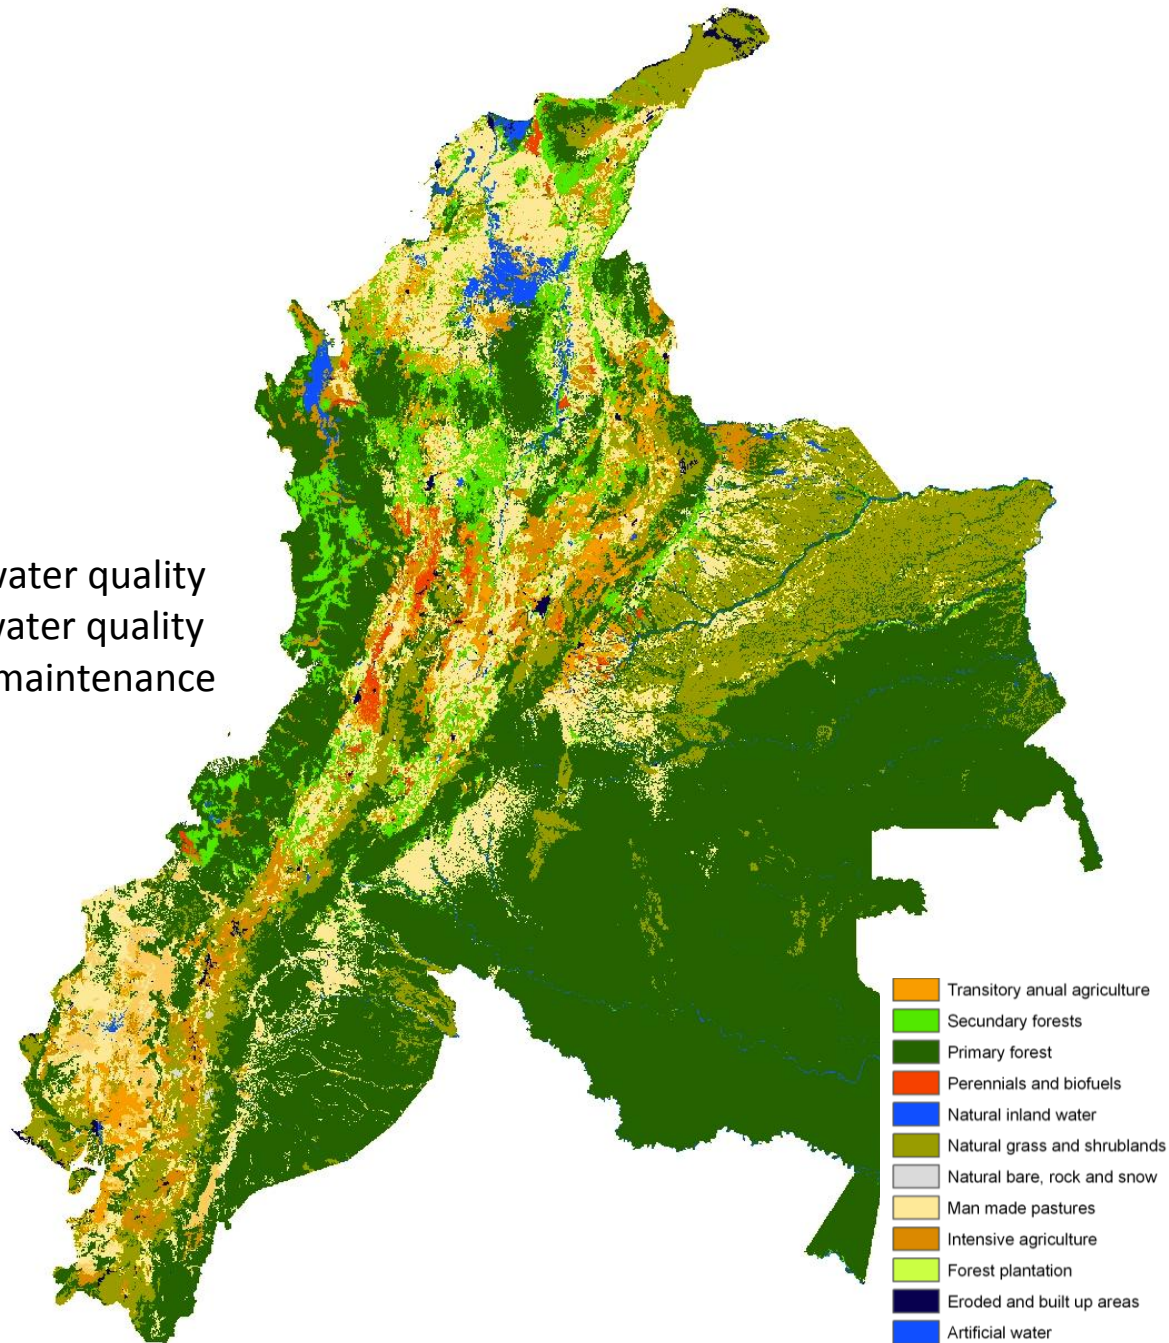 water quality
water quality
maintenance
Transitory anual agriculture
Secundary forests
Primary forest
Perennials and biofuels
Natural inland water
Natural grass and shrublands
Natural bare, rock and snow
Man made pastures
Intensive agriculture
Forest plantation
Eroded and built up areas
Artificial water